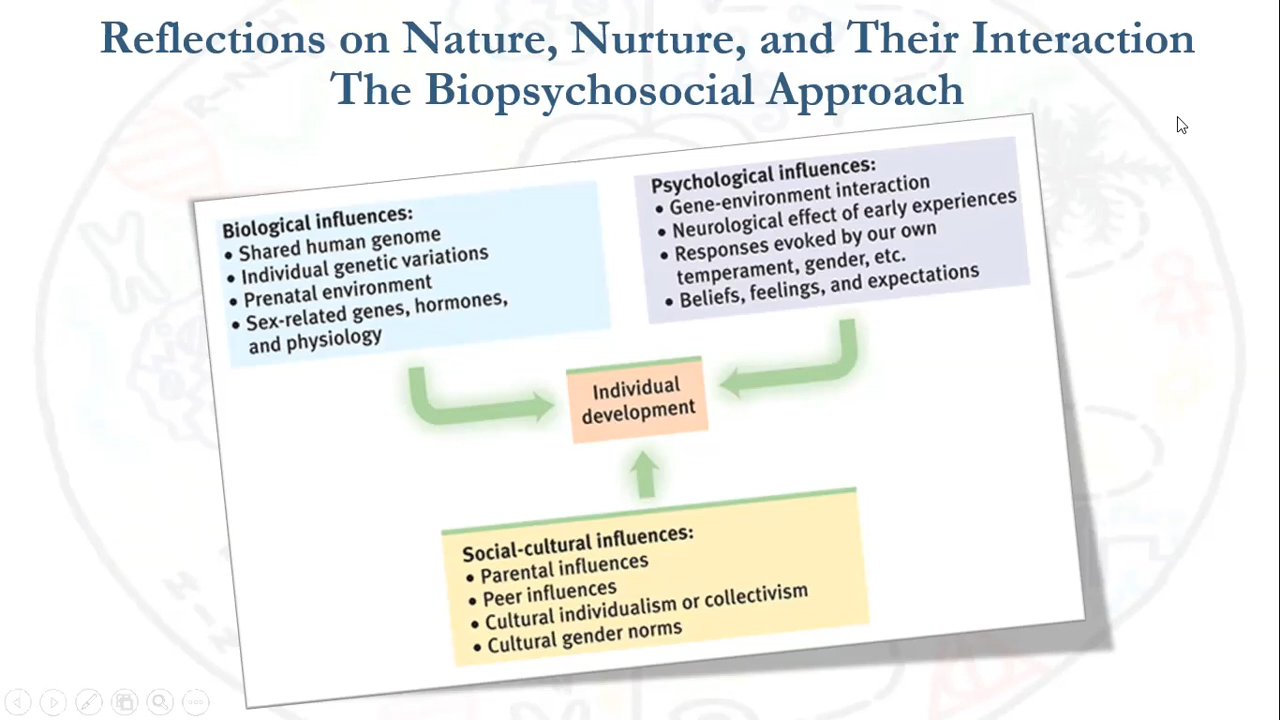 Reflections on Nature, Nurture, and Their Interaction
The Biopsychosocial Approach
Biological influences:
• Shared human genome
• Individual genetic variations
• Prenatal environment
• Sex-related genes, hormones,
and physiology
Psychological influences:
• Gene-environment interaction
• Neurological effect of early experiences
• Responses evoked by our own
temperament, gender, etc.
• Beliefs, feelings, and expectations
Individual
development
Social-cultural influences:
• Parental influences
• Peer influences
• Cultural individualism or collectivism
• Cultural gender norms